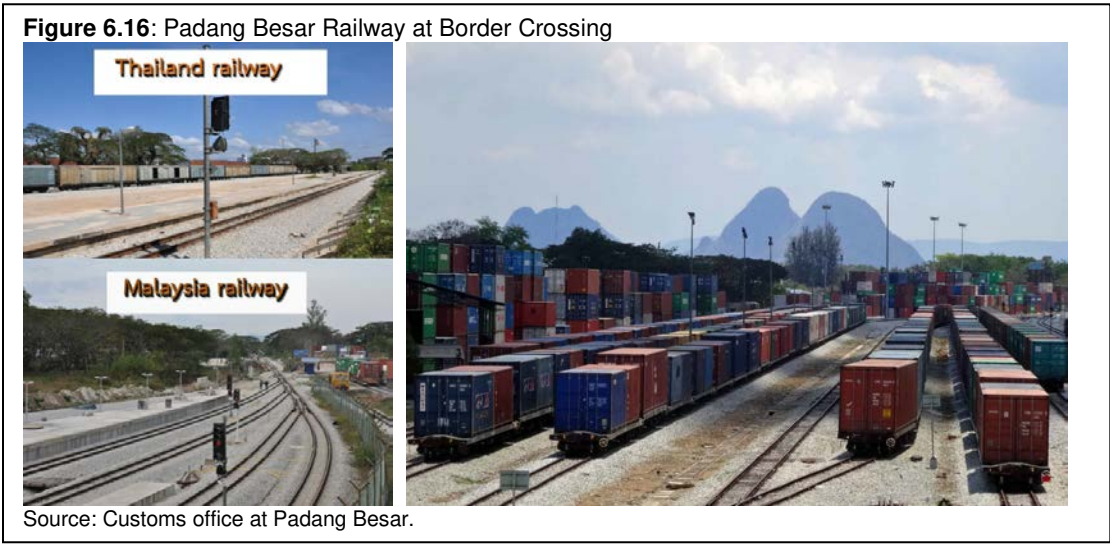 Figure 6.16: Padang Besar Railway at Border Crossing
Thailand railway
Malaysia railway
Source: Customs office at Padang Besar.